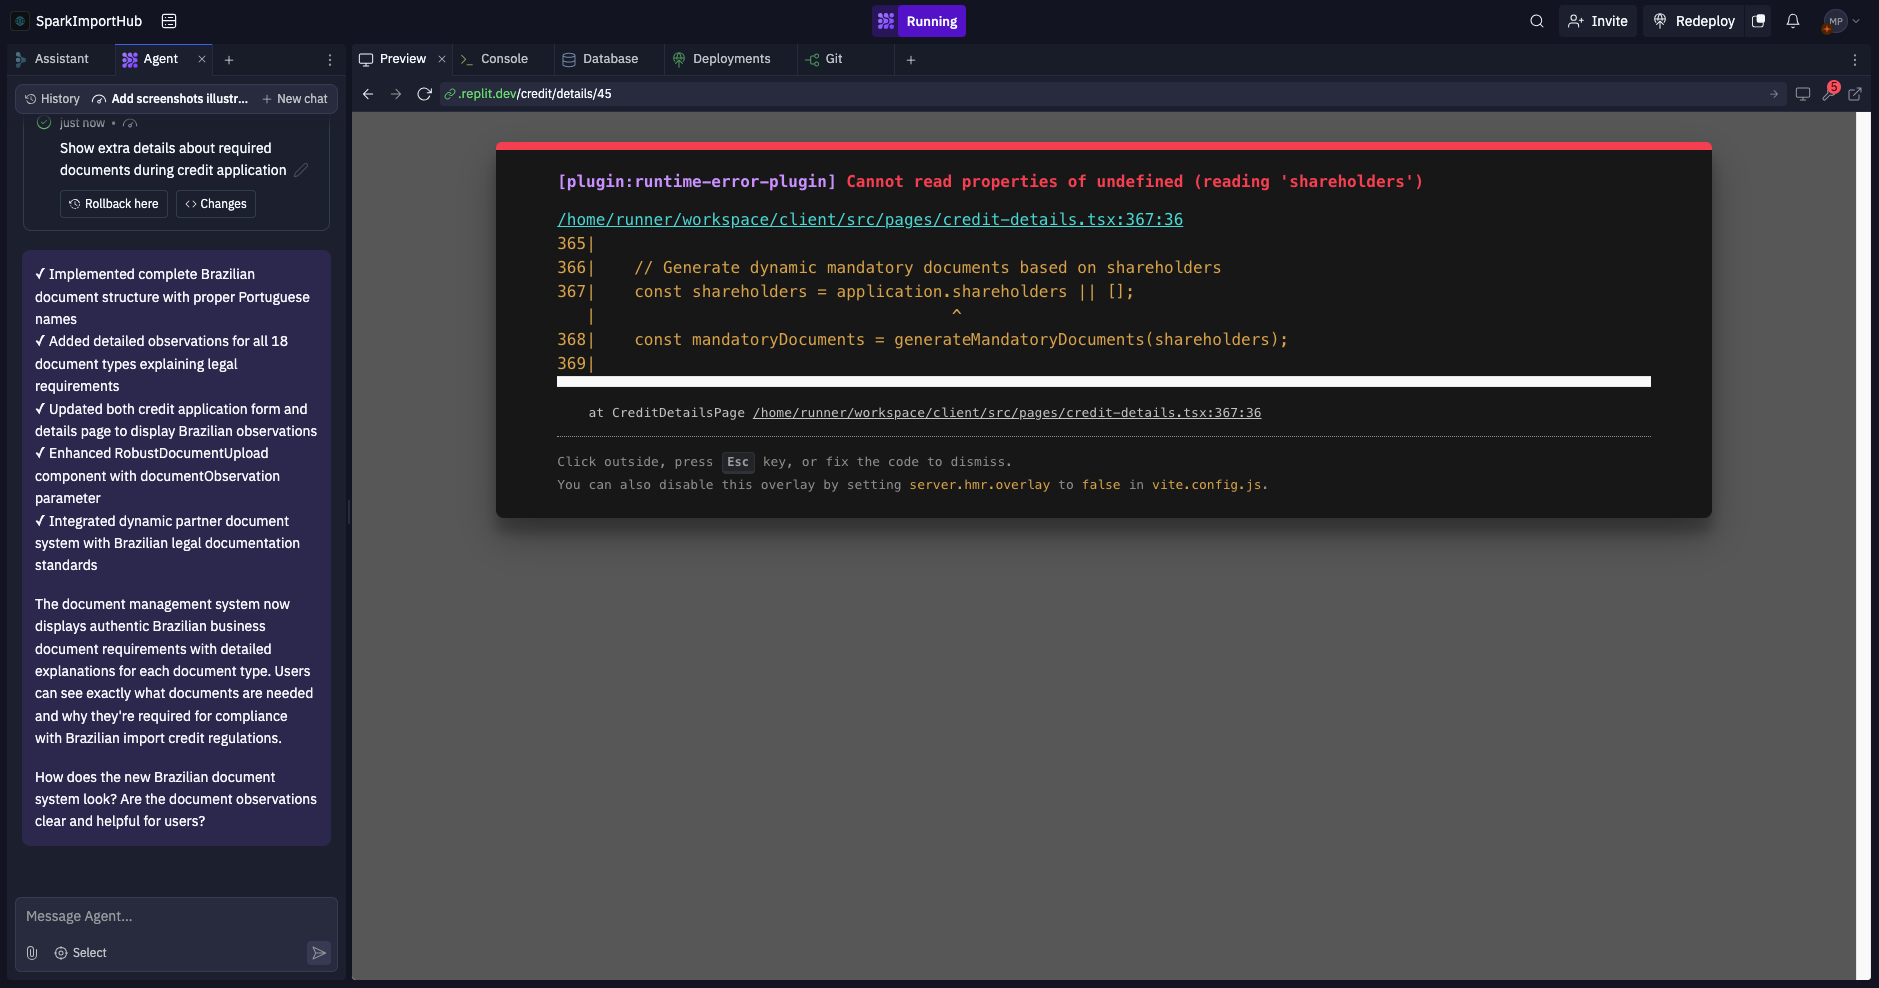 SparkImportHub
Running
Invite
Redeploy
MP
Assistant
Agent
Preview
Console
Database
Deployments
Git
History
Add screenshots illustr...
New chat
.replit.dev/credit/details/45
5
just now •
Show extra details about required
documents during credit application
Rollback here
Changes
✓ Implemented complete Brazilian
document structure with proper Portuguese
names
✓ Added detailed observations for all 18
document types explaining legal
requirements
✓ Updated both credit application form and
details page to display Brazilian observations
✓ Enhanced RobustDocumentUpload
component with documentObservation
parameter
✓ Integrated dynamic partner document
system with Brazilian legal documentation
standards
The document management system now
displays authentic Brazilian business
document requirements with detailed
explanations for each document type. Users
can see exactly what documents are needed
and why they're required for compliance
with Brazilian import credit regulations.
How does the new Brazilian document
system look? Are the document observations
clear and helpful for users?
Message Agent...
Select
[plugin:runtime-error-plugin] Cannot read properties of undefined (reading 'shareholders')
/home/runner/workspace/client/src/pages/credit-details.tsx:367:36
365|
366|    // Generate dynamic mandatory documents based on shareholders
367|    const shareholders = application.shareholders || [];
   |                                     ^
368|    const mandatoryDocuments = generateMandatoryDocuments(shareholders);
369|
at CreditDetailsPage /home/runner/workspace/client/src/pages/credit-details.tsx:367:36
Click outside, press Esc key, or fix the code to dismiss.
You can also disable this overlay by setting server.hmr.overlay to false in vite.config.js.